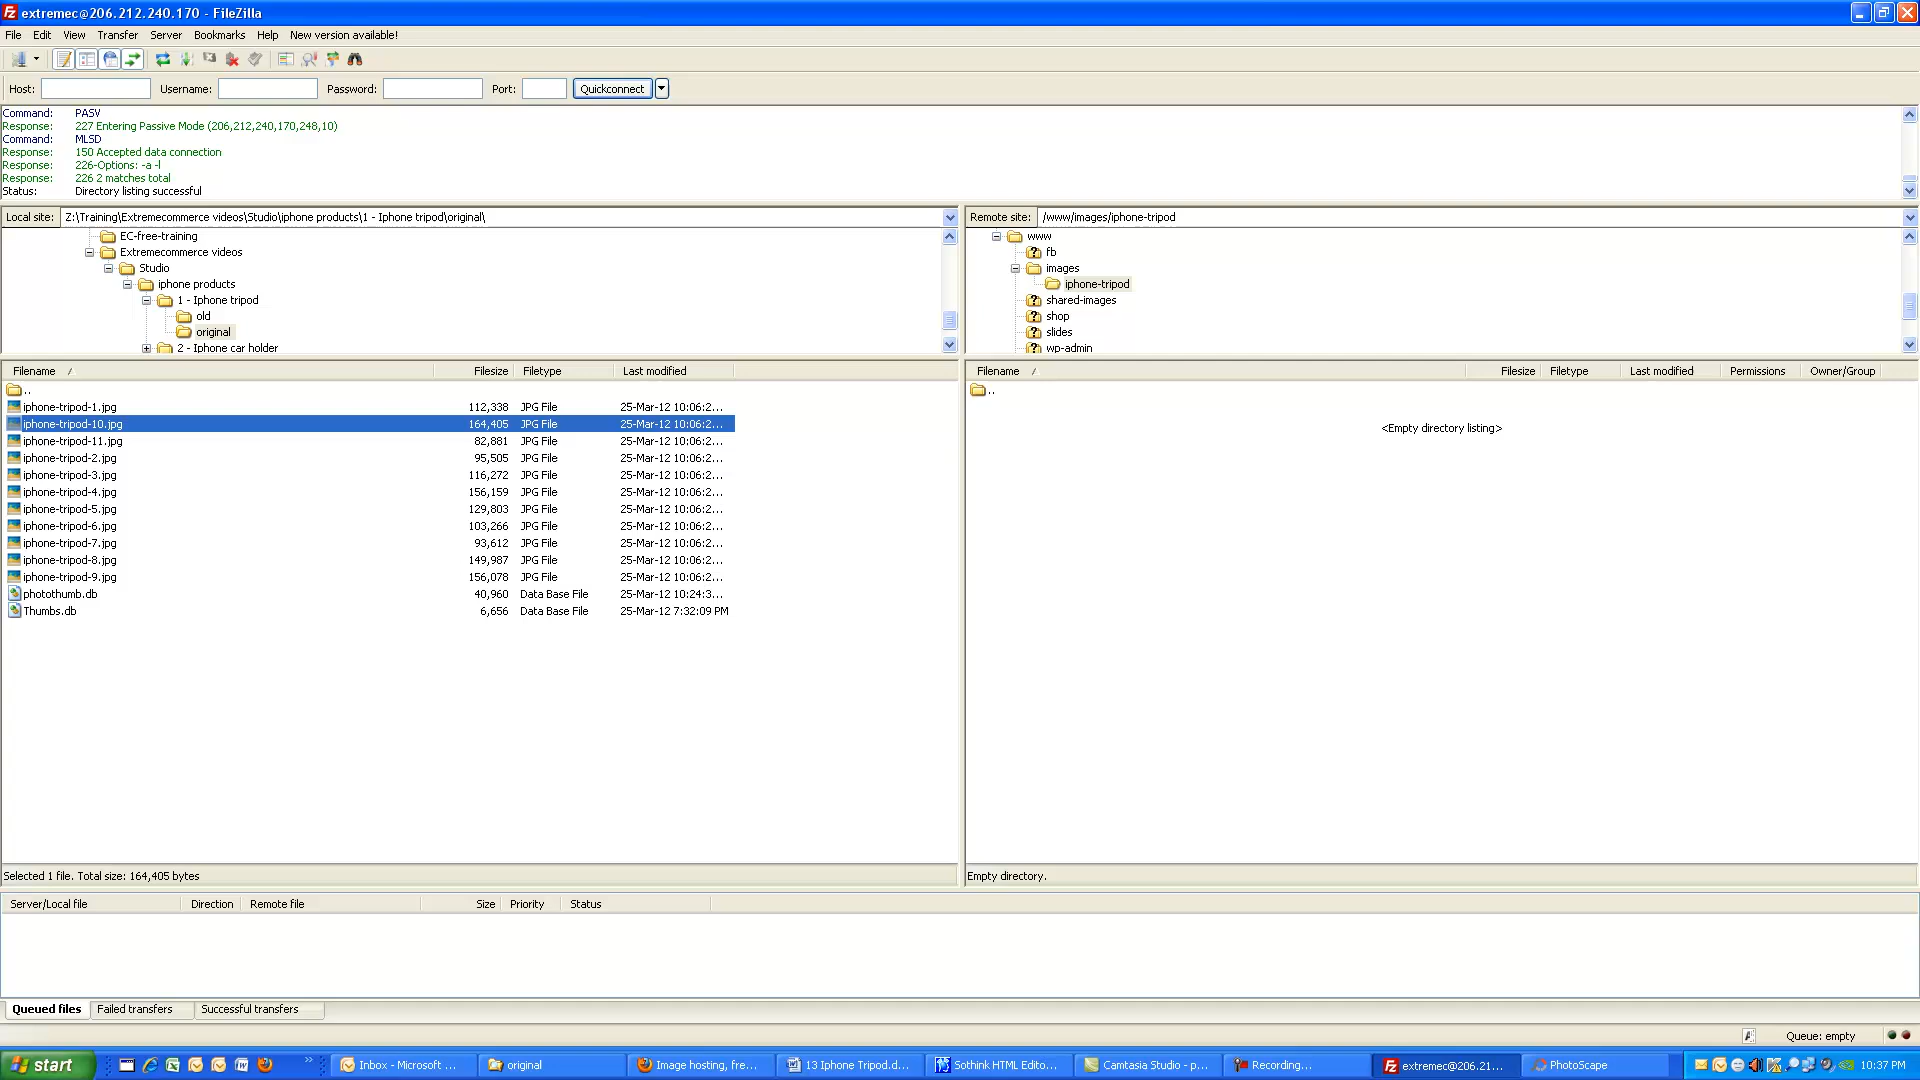 extremec@206.212.240.170 - FileZilla
File Edit View Transfer Server Bookmarks Help New version available!
Host: Username: Password: Port: Quickconnect
Command: PASV
Response: 227 Entering Passive Mode (206,212,240,170,248,10)
Command: MLSD
Response: 150 Accepted data connection
Response: 226-Options: -a -l
Response: 226 2 matches total
Status: Directory listing successful
Local site: Z:\Training\Extremecommerce videos\Studio\iphone products\1 - Iphone tripod\original\
EC-free-training
Extremecommerce videos
Studio
iphone products
1 - Iphone tripod
old
original
2 - Iphone car holder
Remote site: /www/images/iphone-tripod
www
fb
images
iphone-tripod
shared-images
shop
slides
wp-admin
Filename / Filesize Filetype Last modified
..
iphone-tripod-1.jpg 112,338 JPG File 25-Mar-12 10:06:2...
iphone-tripod-10.jpg 164,405 JPG File 25-Mar-12 10:06:2...
iphone-tripod-11.jpg 82,881 JPG File 25-Mar-12 10:06:2...
iphone-tripod-2.jpg 95,505 JPG File 25-Mar-12 10:06:2...
iphone-tripod-3.jpg 116,272 JPG File 25-Mar-12 10:06:2...
iphone-tripod-4.jpg 156,159 JPG File 25-Mar-12 10:06:2...
iphone-tripod-5.jpg 129,803 JPG File 25-Mar-12 10:06:2...
iphone-tripod-6.jpg 103,266 JPG File 25-Mar-12 10:06:2...
iphone-tripod-7.jpg 93,612 JPG File 25-Mar-12 10:06:2...
iphone-tripod-8.jpg 149,987 JPG File 25-Mar-12 10:06:2...
iphone-tripod-9.jpg 156,078 JPG File 25-Mar-12 10:06:2...
photothumb.db 40,960 Data Base File 25-Mar-12 10:24:3...
Thumbs.db 6,656 Data Base File 25-Mar-12 7:32:09 PM
Selected 1 file. Total size: 164,405 bytes
Filename / Filesize Filetype Last modified Permissions Owner/Group
..
<Empty directory listing>
Empty directory.
Server/Local file Direction Remote file Size Priority Status
Queued files Failed transfers Successful transfers
Queue: empty
start Inbox - Microsoft ... original Image hosting, fre... 13 Iphone Tripod.d... Sothink HTML Edito... Camtasia Studio - p... Recording... extremec@206.21... PhotoScape 10:37 PM